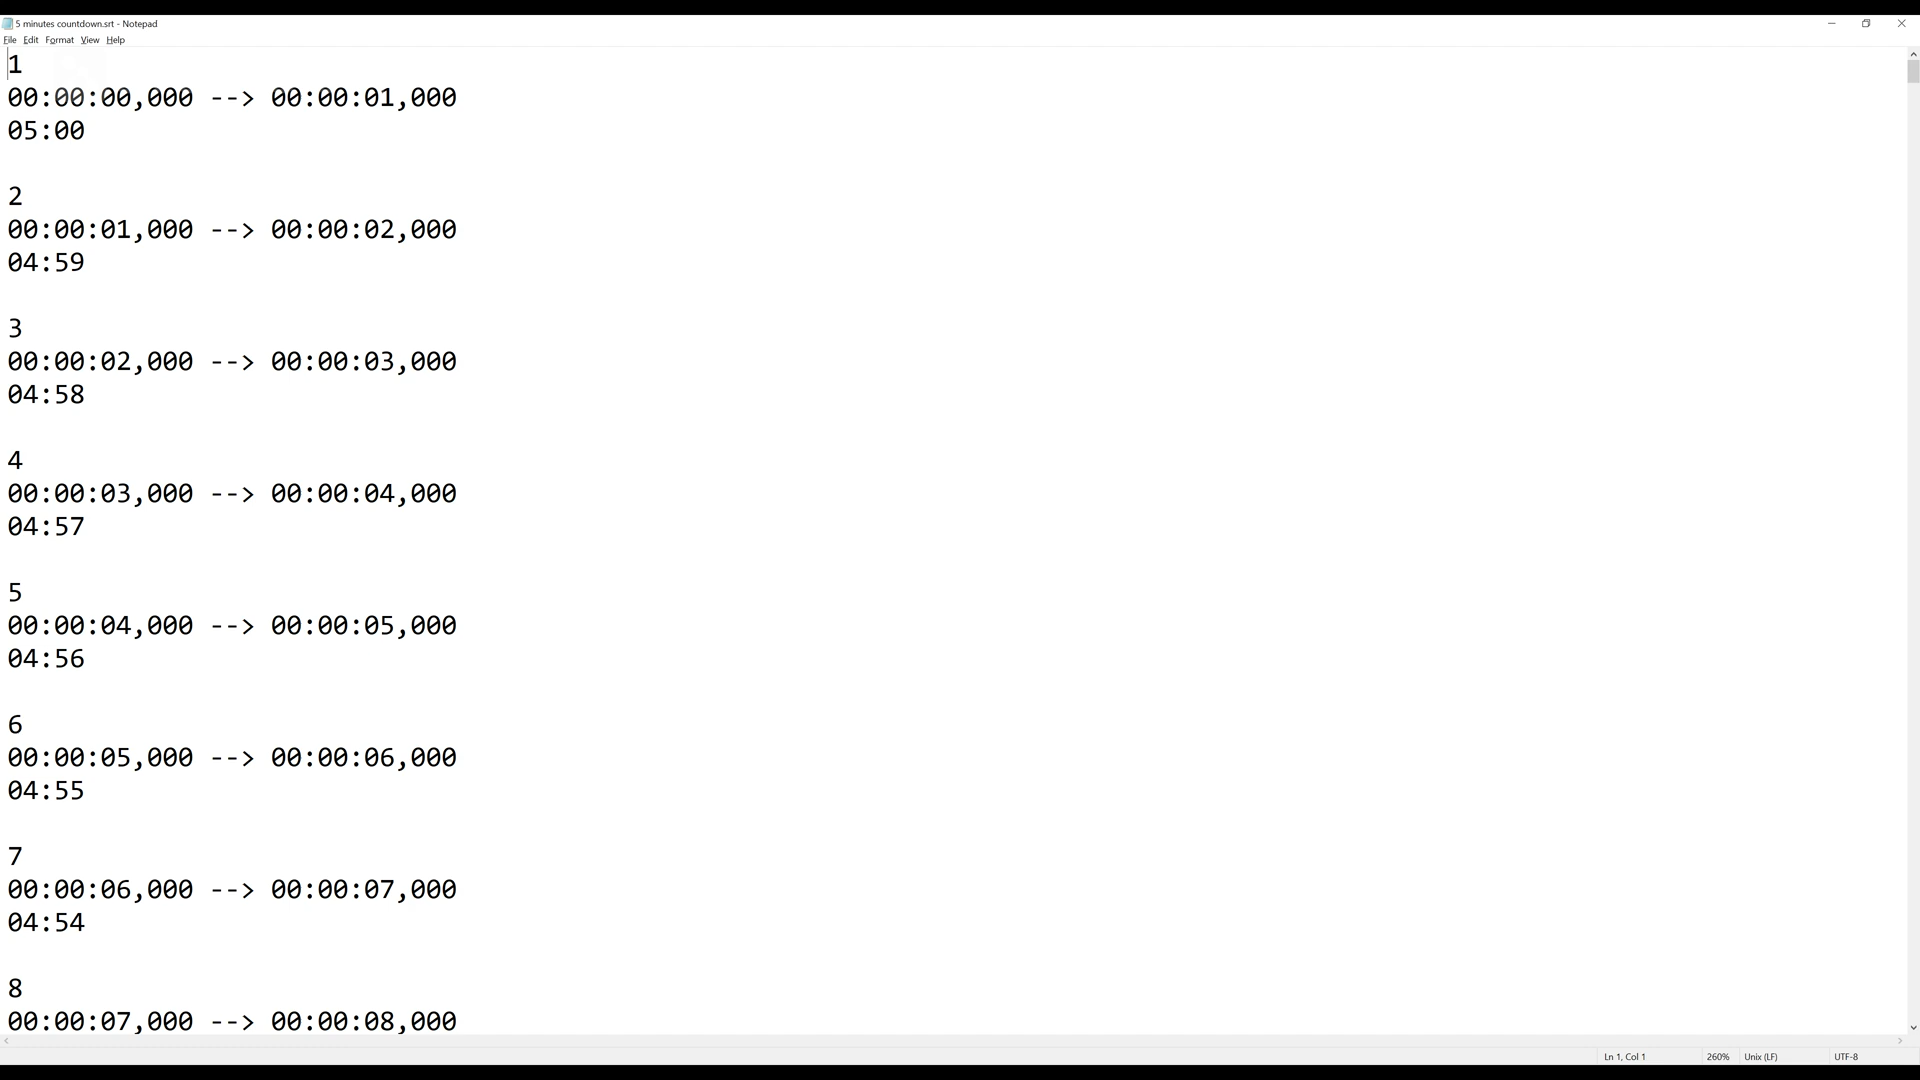 5 minutes countdown.srt - Notepad
File Edit Format View Help
1
00:00:00,000 --> 00:00:01,000
05:00
2
00:00:01,000 --> 00:00:02,000
04:59
3
00:00:02,000 --> 00:00:03,000
04:58
4
00:00:03,000 --> 00:00:04,000
04:57
5
00:00:04,000 --> 00:00:05,000
04:56
6
00:00:05,000 --> 00:00:06,000
04:55
7
00:00:06,000 --> 00:00:07,000
04:54
8
00:00:07,000 --> 00:00:08,000
Ln 1, Col 1 260% Unix (LF) UTF-8